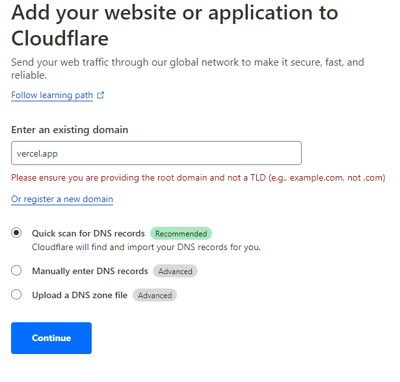 Add your website or application to
Cloudflare
Send your web traffic through our global network to make it secure, fast, and
reliable.
Follow learning path
Enter an existing domain
vercel.app
Please ensure you are providing the root domain and not a TLD (e.g., example.com, not .com)
Or register a new domain
Quick scan for DNS records Recommended
Cloudflare will find and import your DNS records for you.
Manually enter DNS records Advanced
Upload a DNS zone file Advanced
Continue